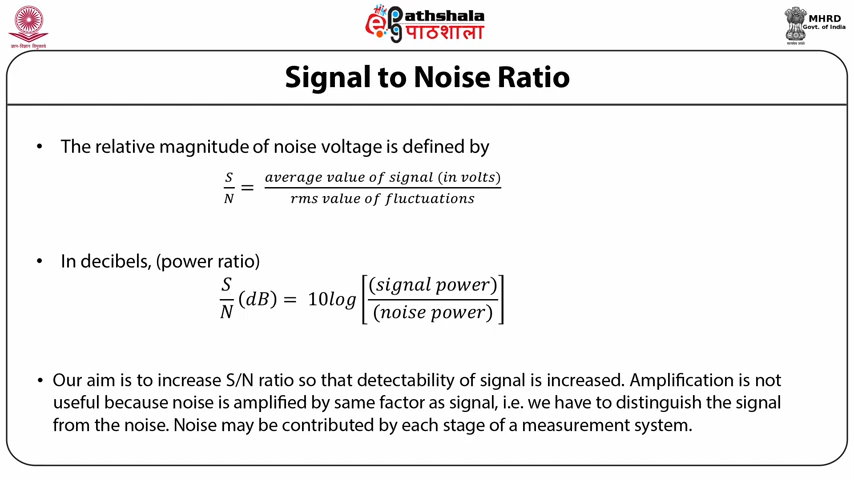 ज्ञान-विज्ञान विमुक्तये
ePathshala
पाठशाला
MHRD
Govt. of India
Signal to Noise Ratio
• The relative magnitude of noise voltage is defined by
S/N = average value of signal (in volts) / rms value of fluctuations
• In decibels, (power ratio)
S/N (dB) = 10log [(signal power) / (noise power)]
• Our aim is to increase S/N ratio so that detectability of signal is increased. Amplification is not
useful because noise is amplified by same factor as signal, i.e. we have to distinguish the signal
from the noise. Noise may be contributed by each stage of a measurement system.